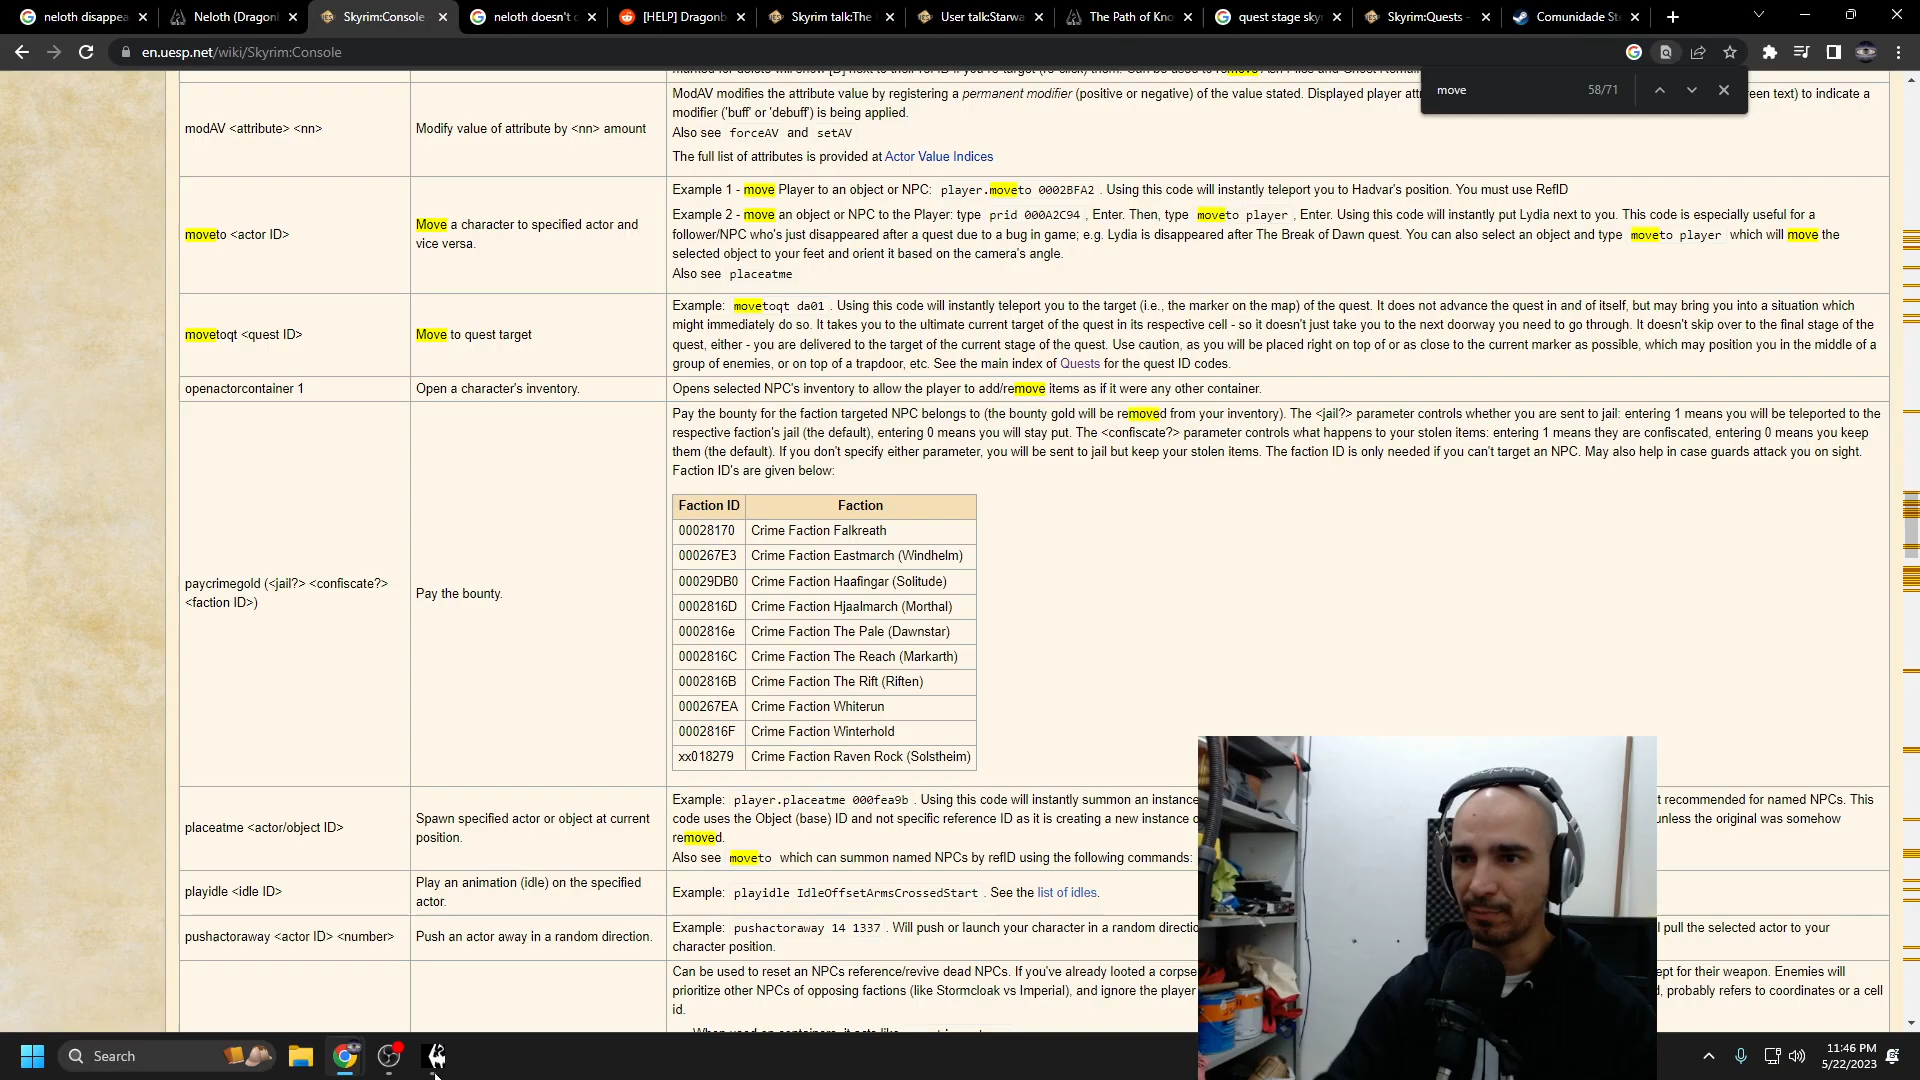 neloth disappea
Neloth (Dragon
Skyrim:Console
neloth doesn't c
[HELP] Dragonb
Skyrim talk:The
User talk:Starwa
The Path of Kno
quest stage sky
Skyrim:Quests -
Comunidade Ste
en.uesp.net/wiki/Skyrim:Console
move 58/71
modAV <attribute> <nn>
Modify value of attribute by <nn> amount
ModAV modifies the attribute value by registering a permanent modifier (positive or negative) of the value stated. Displayed player att
reen text) to indicate a
modifier ('buff' or 'debuff') is being applied.
Also see forceAV and setAV
The full list of attributes is provided at Actor Value Indices
moveto <actor ID>
Move a character to specified actor and
vice versa.
Example 1 - move Player to an object or NPC: player.moveto 0002BFA2 . Using this code will instantly teleport you to Hadvar's position. You must use RefID
Example 2 - move an object or NPC to the Player: type prid 000A2C94 , Enter. Then, type moveto player , Enter. Using this code will instantly put Lydia next to you. This code is especially useful for a
follower/NPC who's just disappeared after a quest due to a bug in game; e.g. Lydia is disappeared after The Break of Dawn quest. You can also select an object and type moveto player which will move the
selected object to your feet and orient it based on the camera's angle.
Also see placeatme
movetoqt <quest ID>
Move to quest target
Example: movetoqt da01 . Using this code will instantly teleport you to the target (i.e., the marker on the map) of the quest. It does not advance the quest in and of itself, but may bring you into a situation which
might immediately do so. It takes you to the ultimate current target of the quest in its respective cell - so it doesn't just take you to the next doorway you need to go through. It doesn't skip over to the final stage of the
quest, either - you are delivered to the target of the current stage of the quest. Use caution, as you will be placed right on top of or as close to the current marker as possible, which may position you in the middle of a
group of enemies, or on top of a trapdoor, etc. See the main index of Quests for the quest ID codes.
openactorcontainer 1
Open a character's inventory.
Opens selected NPC's inventory to allow the player to add/remove items as if it were any other container.
paycrimegold (<jail?> <confiscate?>
<faction ID>)
Pay the bounty.
Pay the bounty for the faction targeted NPC belongs to (the bounty gold will be removed from your inventory). The <jail?> parameter controls whether you are sent to jail: entering 1 means you will be teleported to the
respective faction's jail (the default), entering 0 means you will stay put. The <confiscate?> parameter controls what happens to your stolen items: entering 1 means they are confiscated, entering 0 means you keep
them (the default). If you don't specify either parameter, you will be sent to jail but keep your stolen items. The faction ID is only needed if you can't target an NPC. May also help in case guards attack you on sight.
Faction ID's are given below:
Faction ID Faction
00028170 Crime Faction Falkreath
000267E3 Crime Faction Eastmarch (Windhelm)
00029DB0 Crime Faction Haafingar (Solitude)
0002816D Crime Faction Hjaalmarch (Morthal)
0002816e Crime Faction The Pale (Dawnstar)
0002816C Crime Faction The Reach (Markarth)
0002816B Crime Faction The Rift (Riften)
000267EA Crime Faction Whiterun
0002816F Crime Faction Winterhold
xx018279 Crime Faction Raven Rock (Solstheim)
placeatme <actor/object ID>
Spawn specified actor or object at current
position.
Example: player.placeatme 000fea9b . Using this code will instantly summon an instance
t recommended for named NPCs. This
code uses the Object (base) ID and not specific reference ID as it is creating a new instance o
unless the original was somehow
removed.
Also see moveto which can summon named NPCs by refID using the following commands:
playidle <idle ID>
Play an animation (idle) on the specified
actor.
Example: playidle IdleOffsetArmsCrossedStart . See the list of idles.
pushactoraway <actor ID> <number>
Push an actor away in a random direction.
Example: pushactoraway 14 1337 . Will push or launch your character in a random directio
l pull the selected actor to your
character position.
Can be used to reset an NPCs reference/revive dead NPCs. If you've already looted a corpse
ept for their weapon. Enemies will
prioritize other NPCs of opposing factions (like Stormcloak vs Imperial), and ignore the player
d, probably refers to coordinates or a cell
id.
Search
11:46 PM
5/22/2023